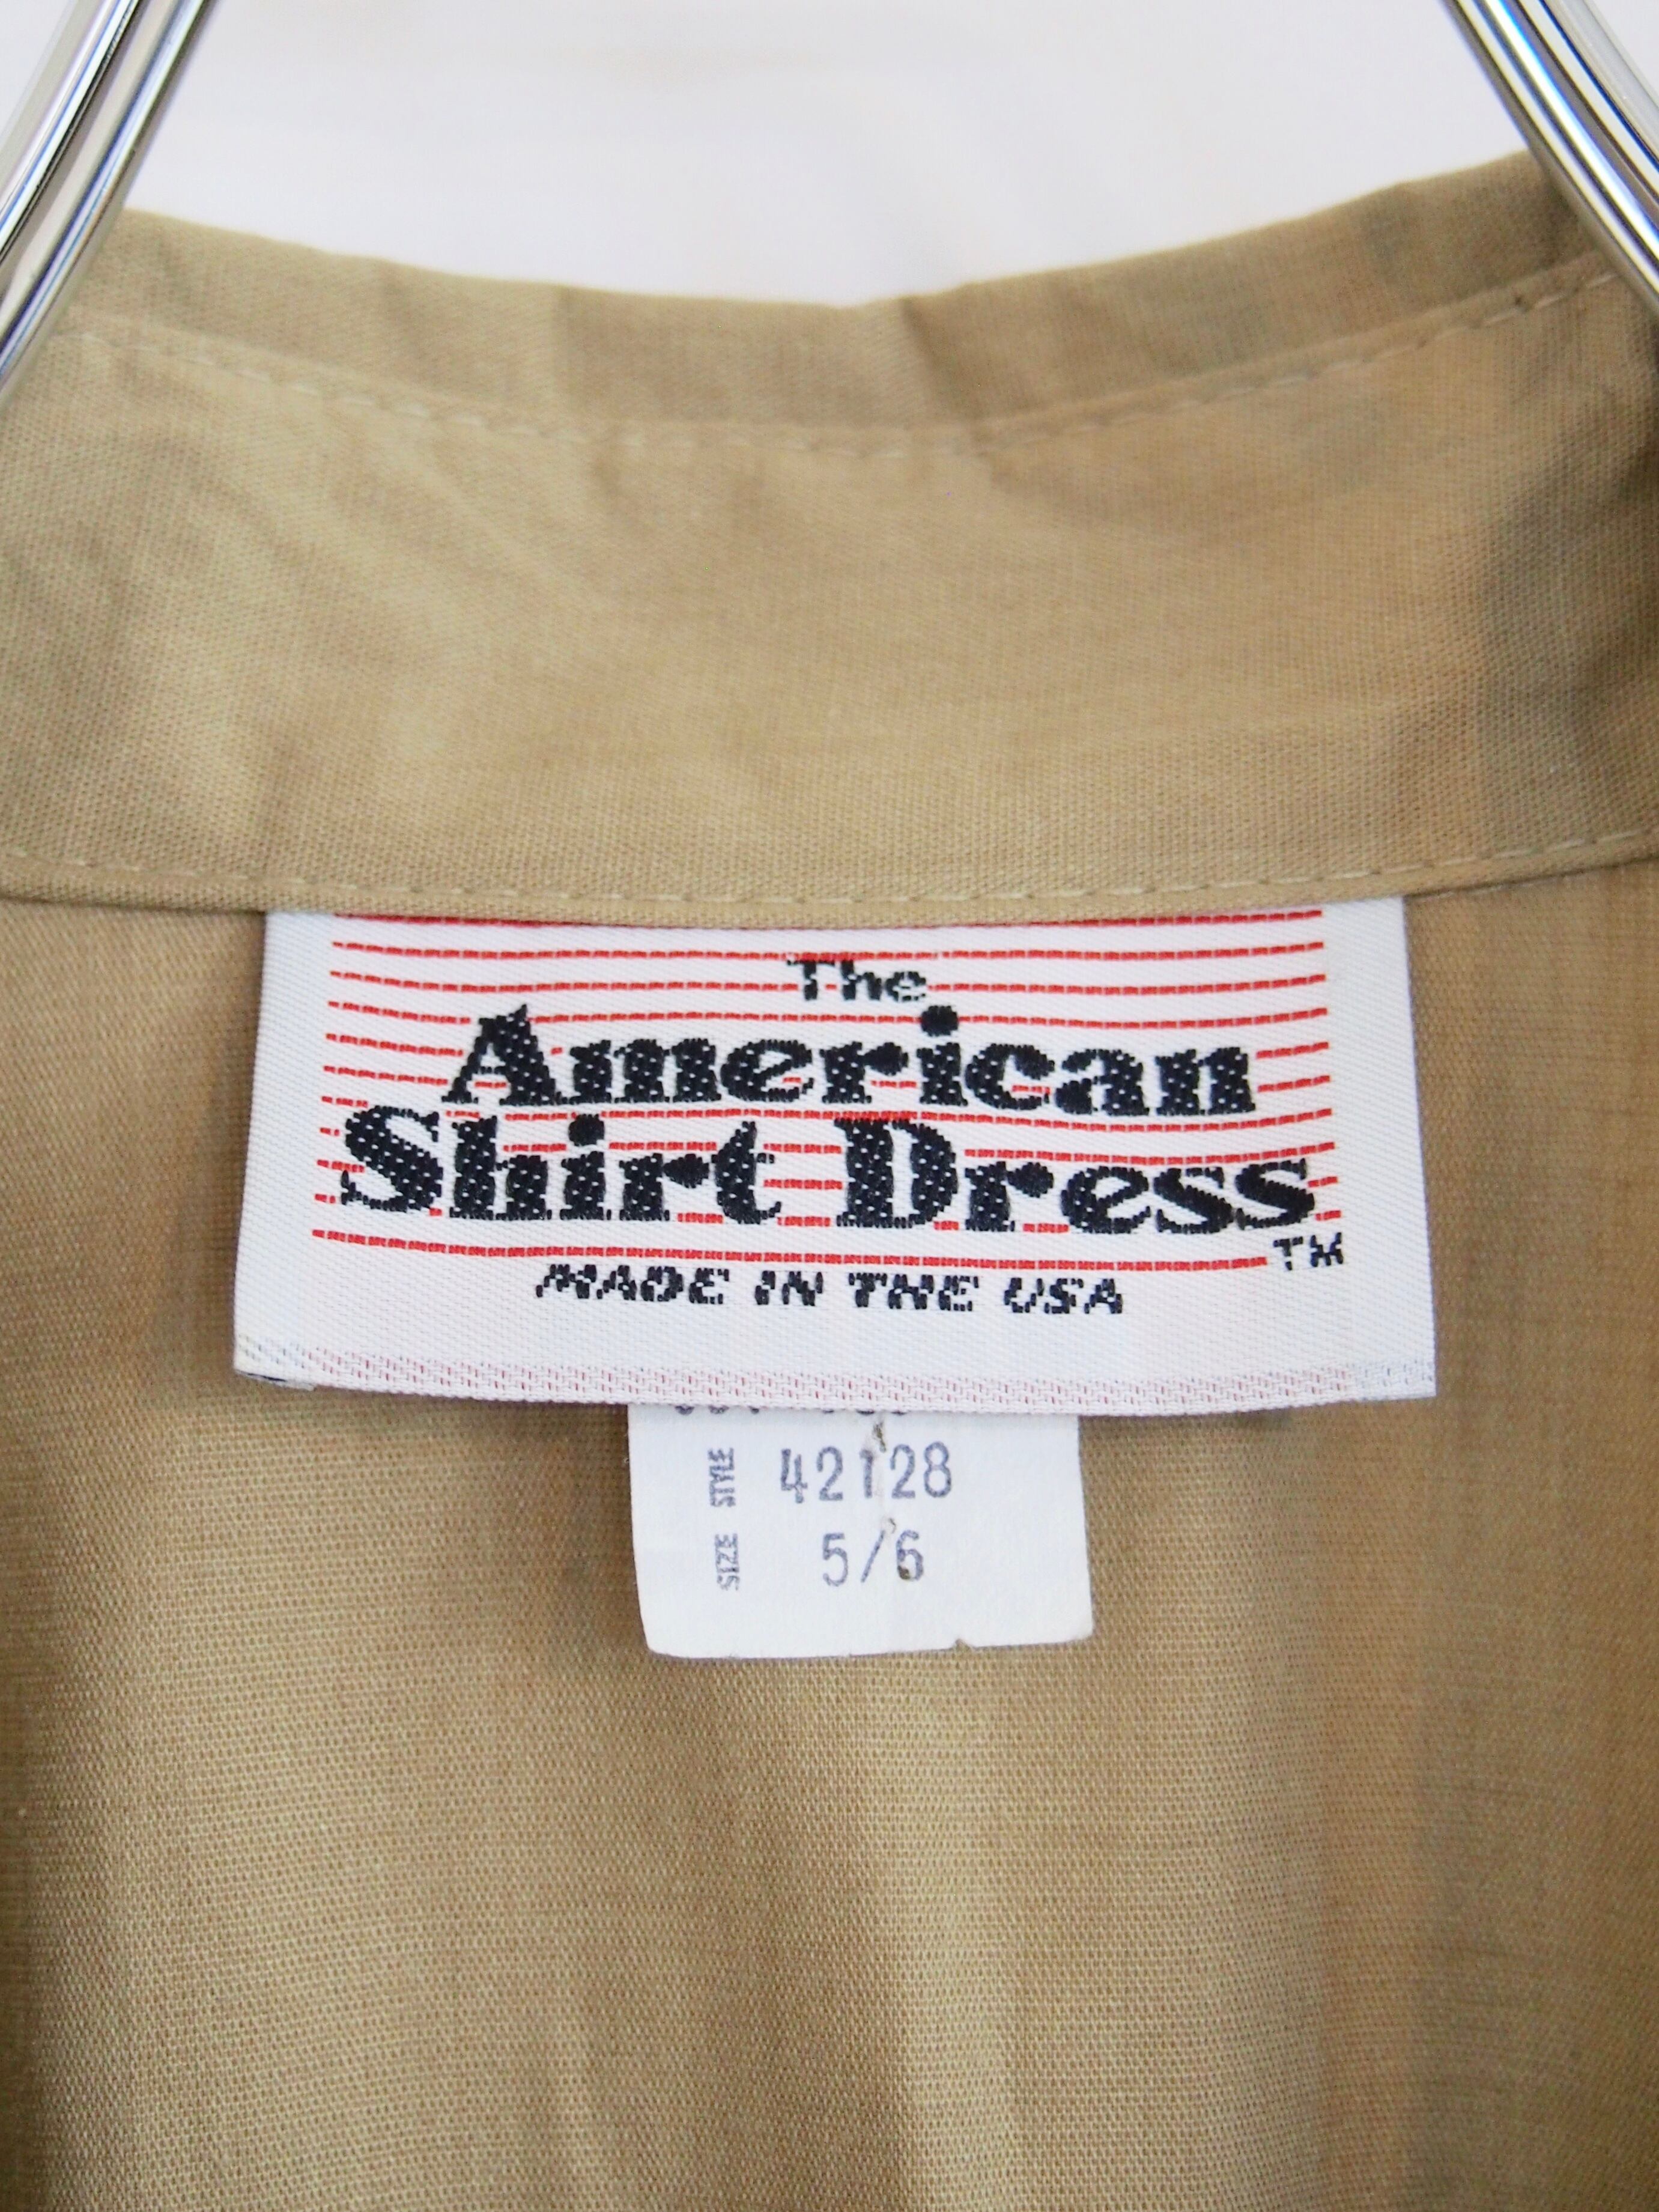 The
American
Shirt Dress
TM
MADE IN THE USA
STYLE 42128
SIZE 5/6